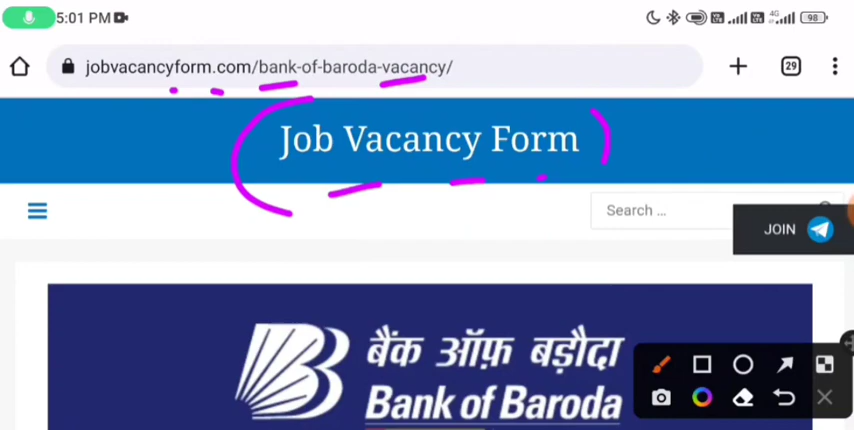 5:01 PM
4G
98
jobvacancyform.com/bank-of-baroda-vacancy/
29
Job Vacancy Form
Search ...
JOIN
बैंक ऑफ़ बड़ौदा
Bank of Baroda